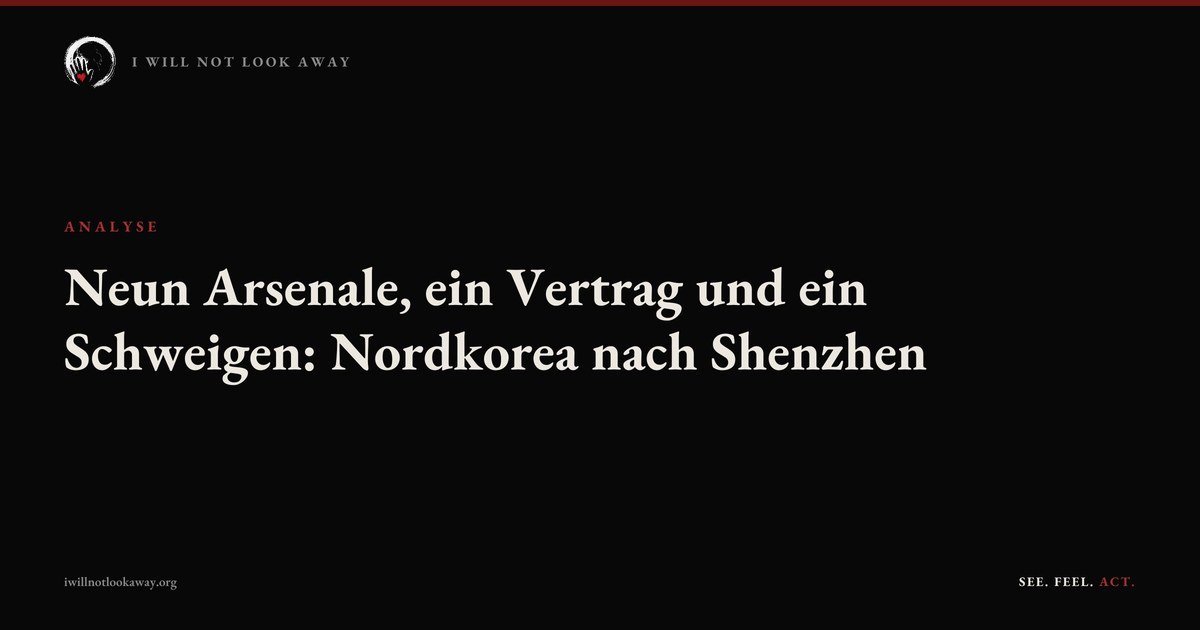 I WILL NOT LOOK AWAY
ANALYSE
Neun Arsenale, ein Vertrag und ein
Schweigen: Nordkorea nach Shenzhen
iwillnotlookaway.org
SEE. FEEL. ACT.